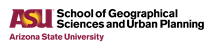 ASU School of Geographical
Sciences and Urban Planning
Arizona State University